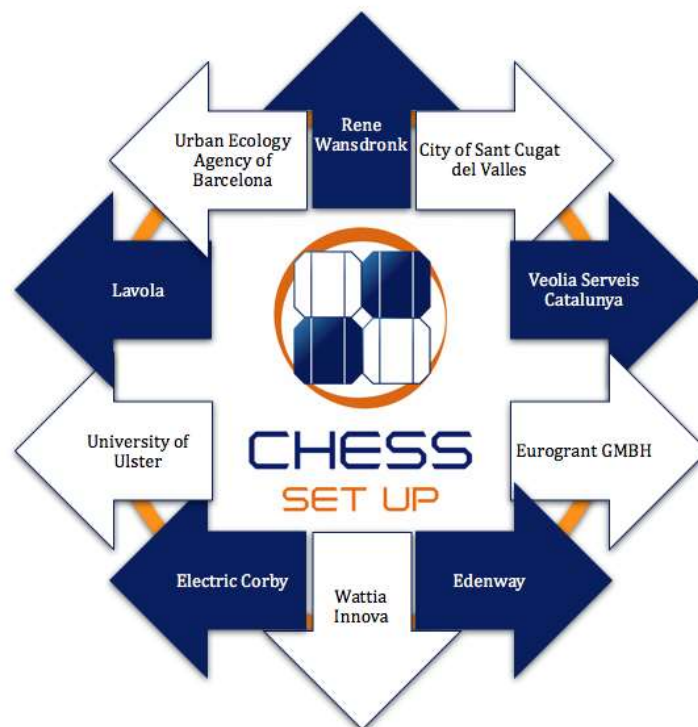 Rene
Wansdronk
Urban Ecology
Agency of
Barcelona
City of Sant Cugat
del Valles
Lavola
Veolia Serveis
Catalunya
University of
Ulster
CHESS
SET UP
Eurogrant GMBH
Electric Corby
Wattia
Innova
Edenway